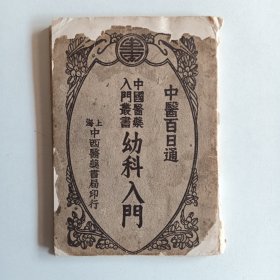 中醫百日通
中國醫藥
入門叢書
幼科入門
上海
中西醫藥書局印行